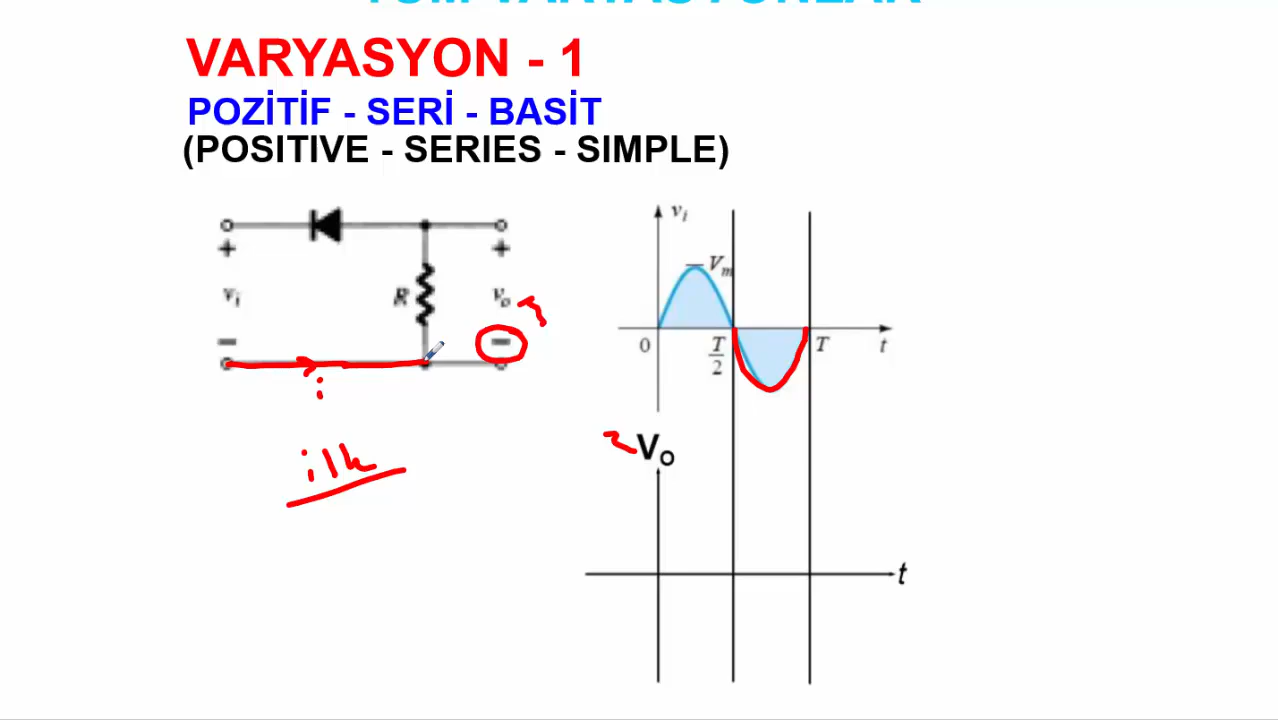 VARYASYON - 1
POZİTİF - SERİ - BASİT
(POSITIVE - SERIES - SIMPLE)
+ + 
vi R vo
− −
i
ilk
vi
Vm
0 T/2 T t
Vo
t